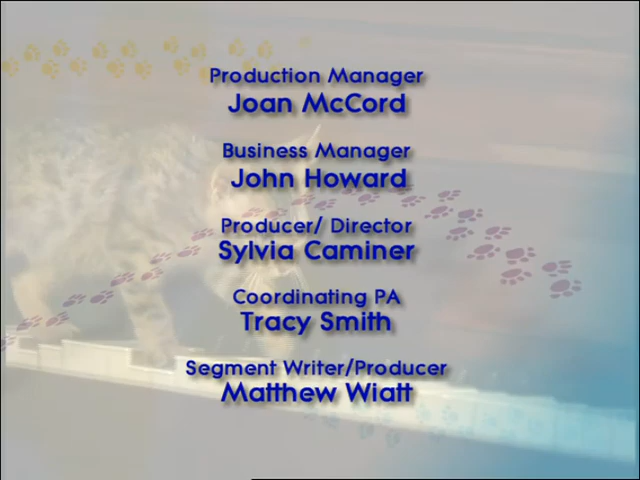 Production Manager
Joan McCord
Business Manager
John Howard
Producer/ Director
Sylvia Caminer
Coordinating PA
Tracy Smith
Segment Writer/Producer
Matthew Wiatt